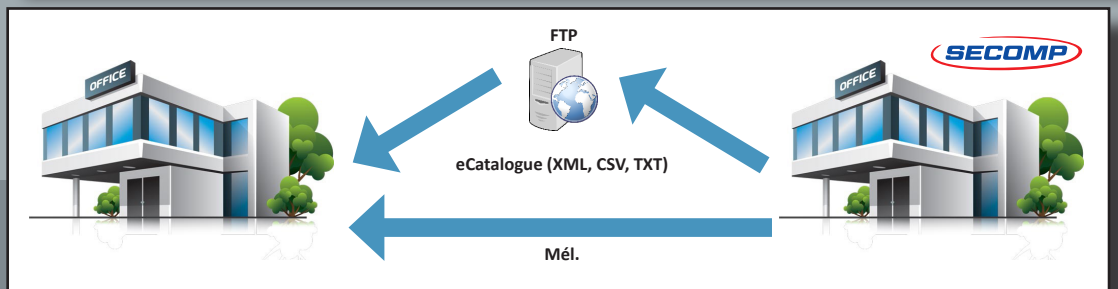 FTP
SECOMP
OFFICE
OFFICE
eCatalogue (XML, CSV, TXT)
Mél.